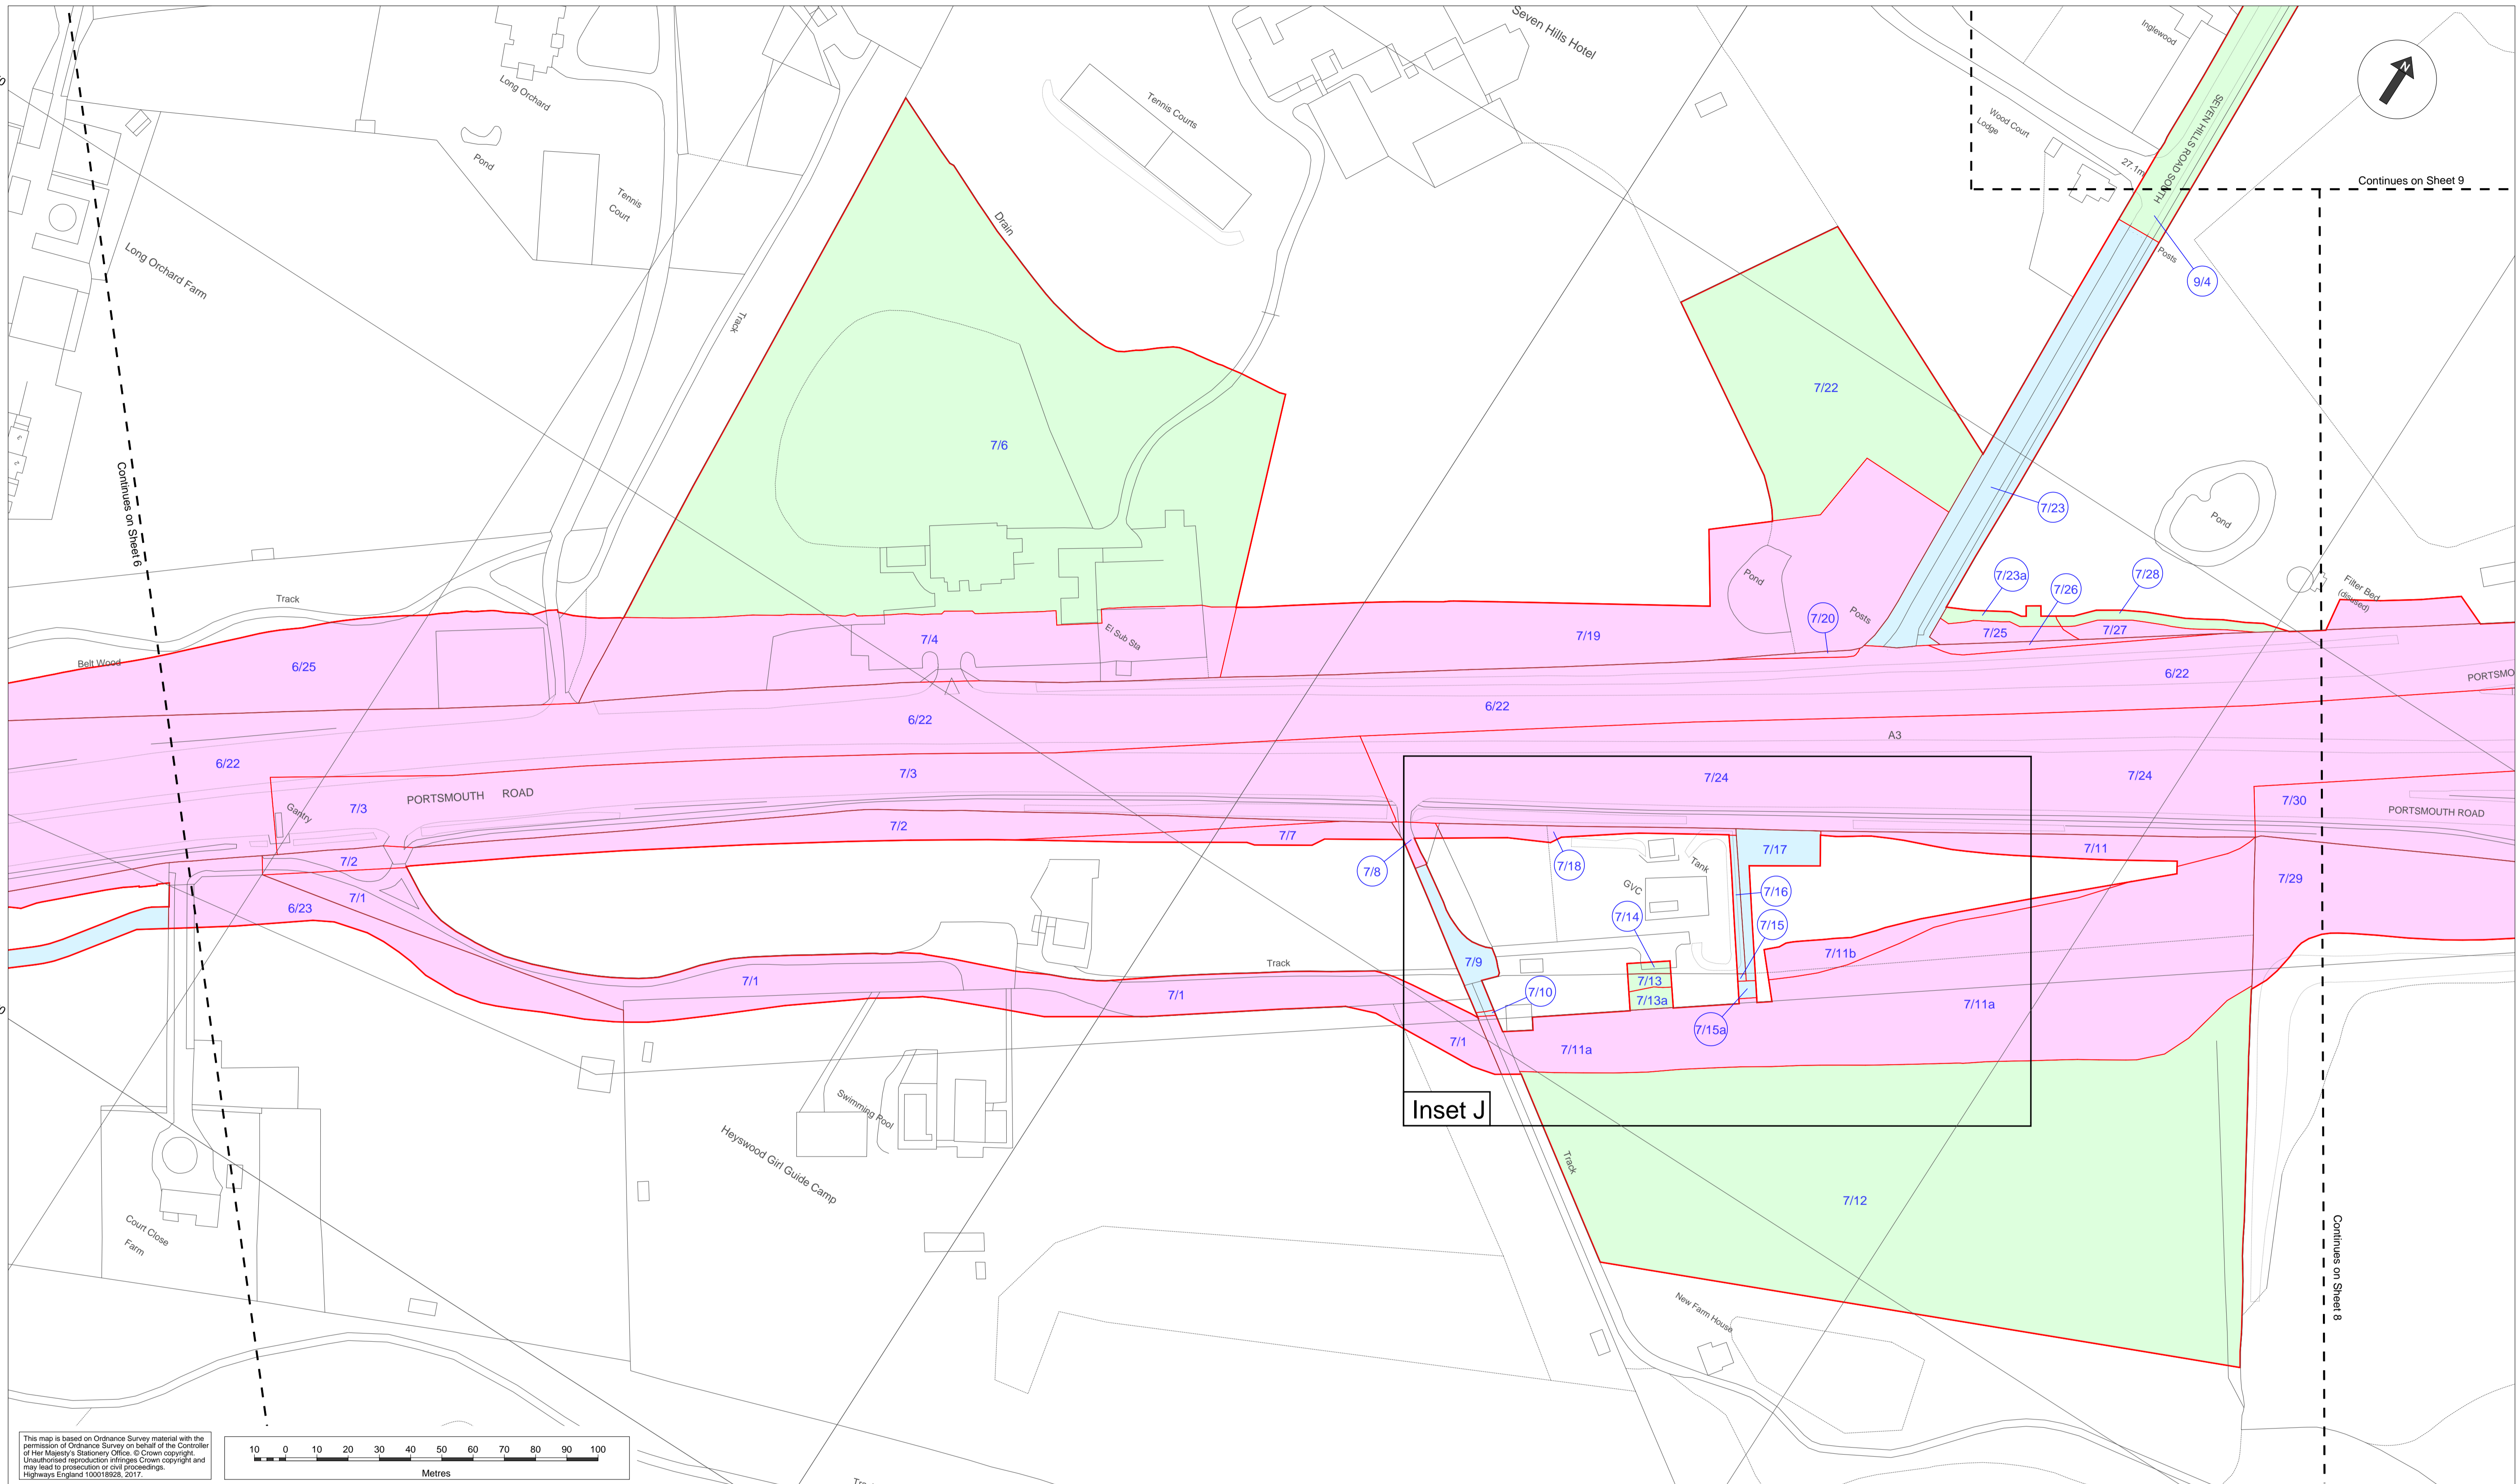 Seven Hills Hotel
Inglewood
N
Long Orchard
Tennis Courts
SEVEN HILLS ROAD SOUTH
Wood Court
Lodge
27.1m
Pond
Continues on Sheet 9
Tennis
Court
Drain
Long Orchard Farm
Posts
9/4
Track
7/22
7/6
Continues on Sheet 6
7/23
Pond
Pond
7/23a
7/26
7/28
Filter Bed
(disused)
Track
Posts
7/20
7/25
7/27
7/4
El Sub Sta
7/19
Belt Wood
6/25
6/22
PORTSMO
6/22
6/22
A3
6/22
7/3
7/24
7/24
7/3
PORTSMOUTH ROAD
Gantry
7/30
PORTSMOUTH ROAD
7/2
7/7
7/18
7/17
7/11
7/2
7/8
Tank
GVC
7/16
7/29
7/1
6/23
7/14
7/15
7/11b
Track
7/9
7/1
7/1
7/10
7/13
7/13a
7/15a
7/11a
7/1
7/11a
Inset J
Swimming Pool
Heyswood Girl Guide Camp
Track
7/12
Court Close
Farm
Continues on Sheet 8
New Farm House
This map is based on Ordnance Survey material with the
permission of Ordnance Survey on behalf of the Controller
of Her Majesty's Stationery Office. © Crown copyright.
Unauthorised reproduction infringes Crown copyright and
may lead to prosecution or civil proceedings.
Highways England 100018928, 2017.
10 0 10 20 30 40 50 60 70 80 90 100
Metres